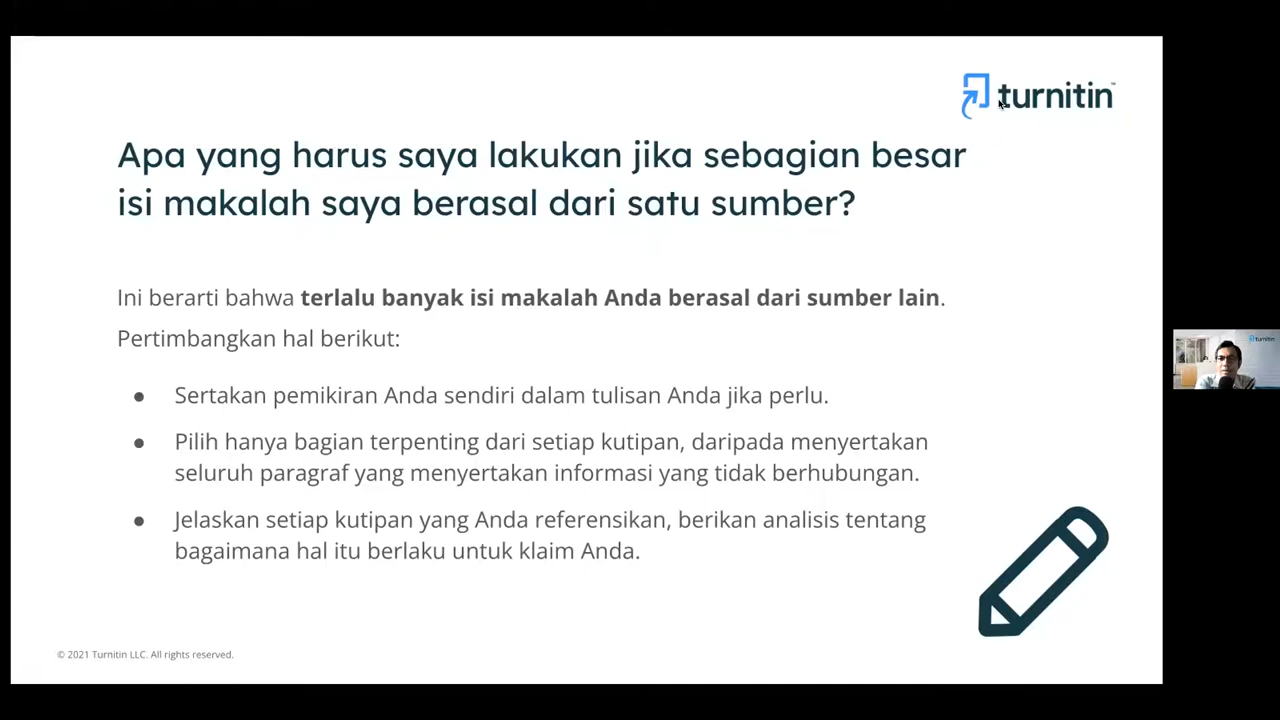 turnitin
Apa yang harus saya lakukan jika sebagian besar
isi makalah saya berasal dari satu sumber?
Ini berarti bahwa terlalu banyak isi makalah Anda berasal dari sumber lain.
Pertimbangkan hal berikut:
● Sertakan pemikiran Anda sendiri dalam tulisan Anda jika perlu.
● Pilih hanya bagian terpenting dari setiap kutipan, daripada menyertakan
seluruh paragraf yang menyertakan informasi yang tidak berhubungan.
● Jelaskan setiap kutipan yang Anda referensikan, berikan analisis tentang
bagaimana hal itu berlaku untuk klaim Anda.
© 2021 Turnitin LLC. All rights reserved.
turnitin